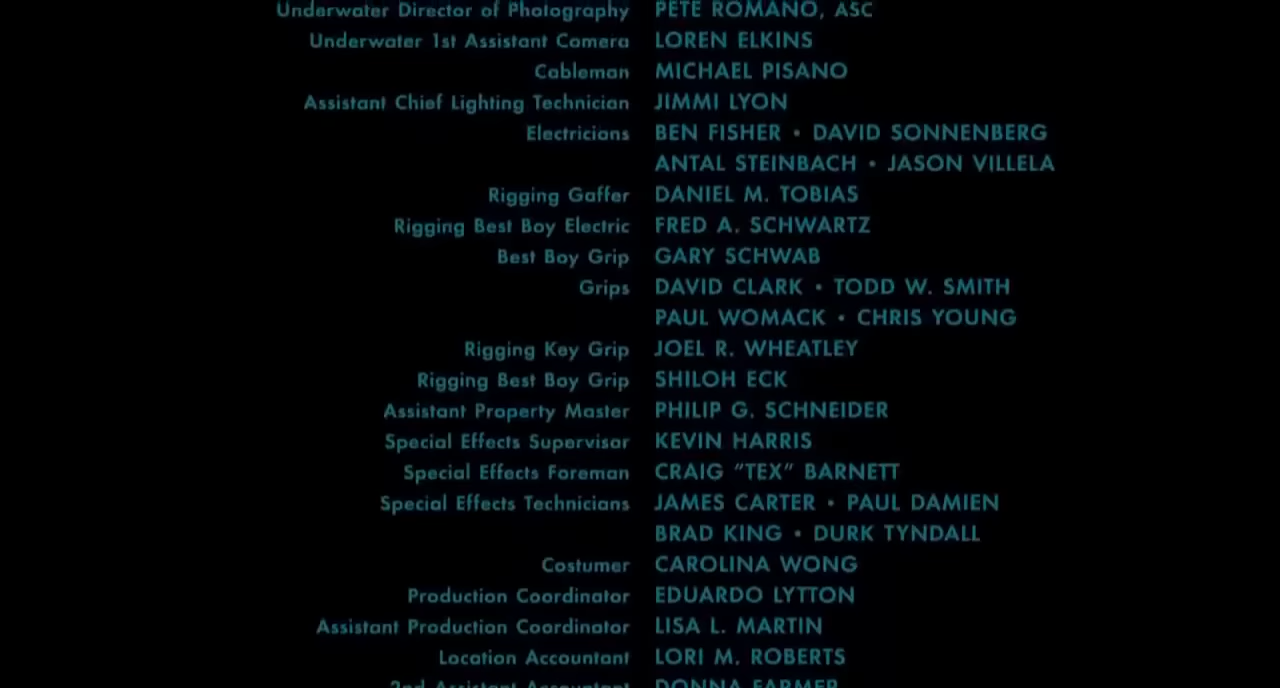 Underwater Director of Photography PETE ROMANO, ASC
Underwater 1st Assistant Camera LOREN ELKINS
Cableman MICHAEL PISANO
Assistant Chief Lighting Technician JIMMI LYON
Electricians BEN FISHER • DAVID SONNENBERG
ANTAL STEINBACH • JASON VILLELA
Rigging Gaffer DANIEL M. TOBIAS
Rigging Best Boy Electric FRED A. SCHWARTZ
Best Boy Grip GARY SCHWAB
Grips DAVID CLARK • TODD W. SMITH
PAUL WOMACK • CHRIS YOUNG
Rigging Key Grip JOEL R. WHEATLEY
Rigging Best Boy Grip SHILOH ECK
Assistant Property Master PHILIP G. SCHNEIDER
Special Effects Supervisor KEVIN HARRIS
Special Effects Foreman CRAIG “TEX” BARNETT
Special Effects Technicians JAMES CARTER • PAUL DAMIEN
BRAD KING • DURK TYNDALL
Costumer CAROLINA WONG
Production Coordinator EDUARDO LYTTON
Assistant Production Coordinator LISA L. MARTIN
Location Accountant LORI M. ROBERTS
2nd Assistant Accountant DONNA FARMER